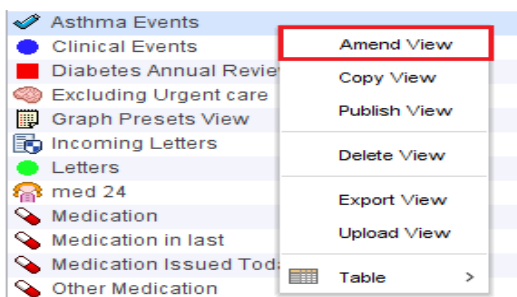 Asthma Events
Clinical Events
Diabetes Annual Revie
Excluding Urgent care
Graph Presets View
Incoming Letters
Letters
med 24
Medication
Medication in last
Medication Issued Tod
Other Medication
Amend View
Copy View
Publish View
Delete View
Export View
Upload View
Table >